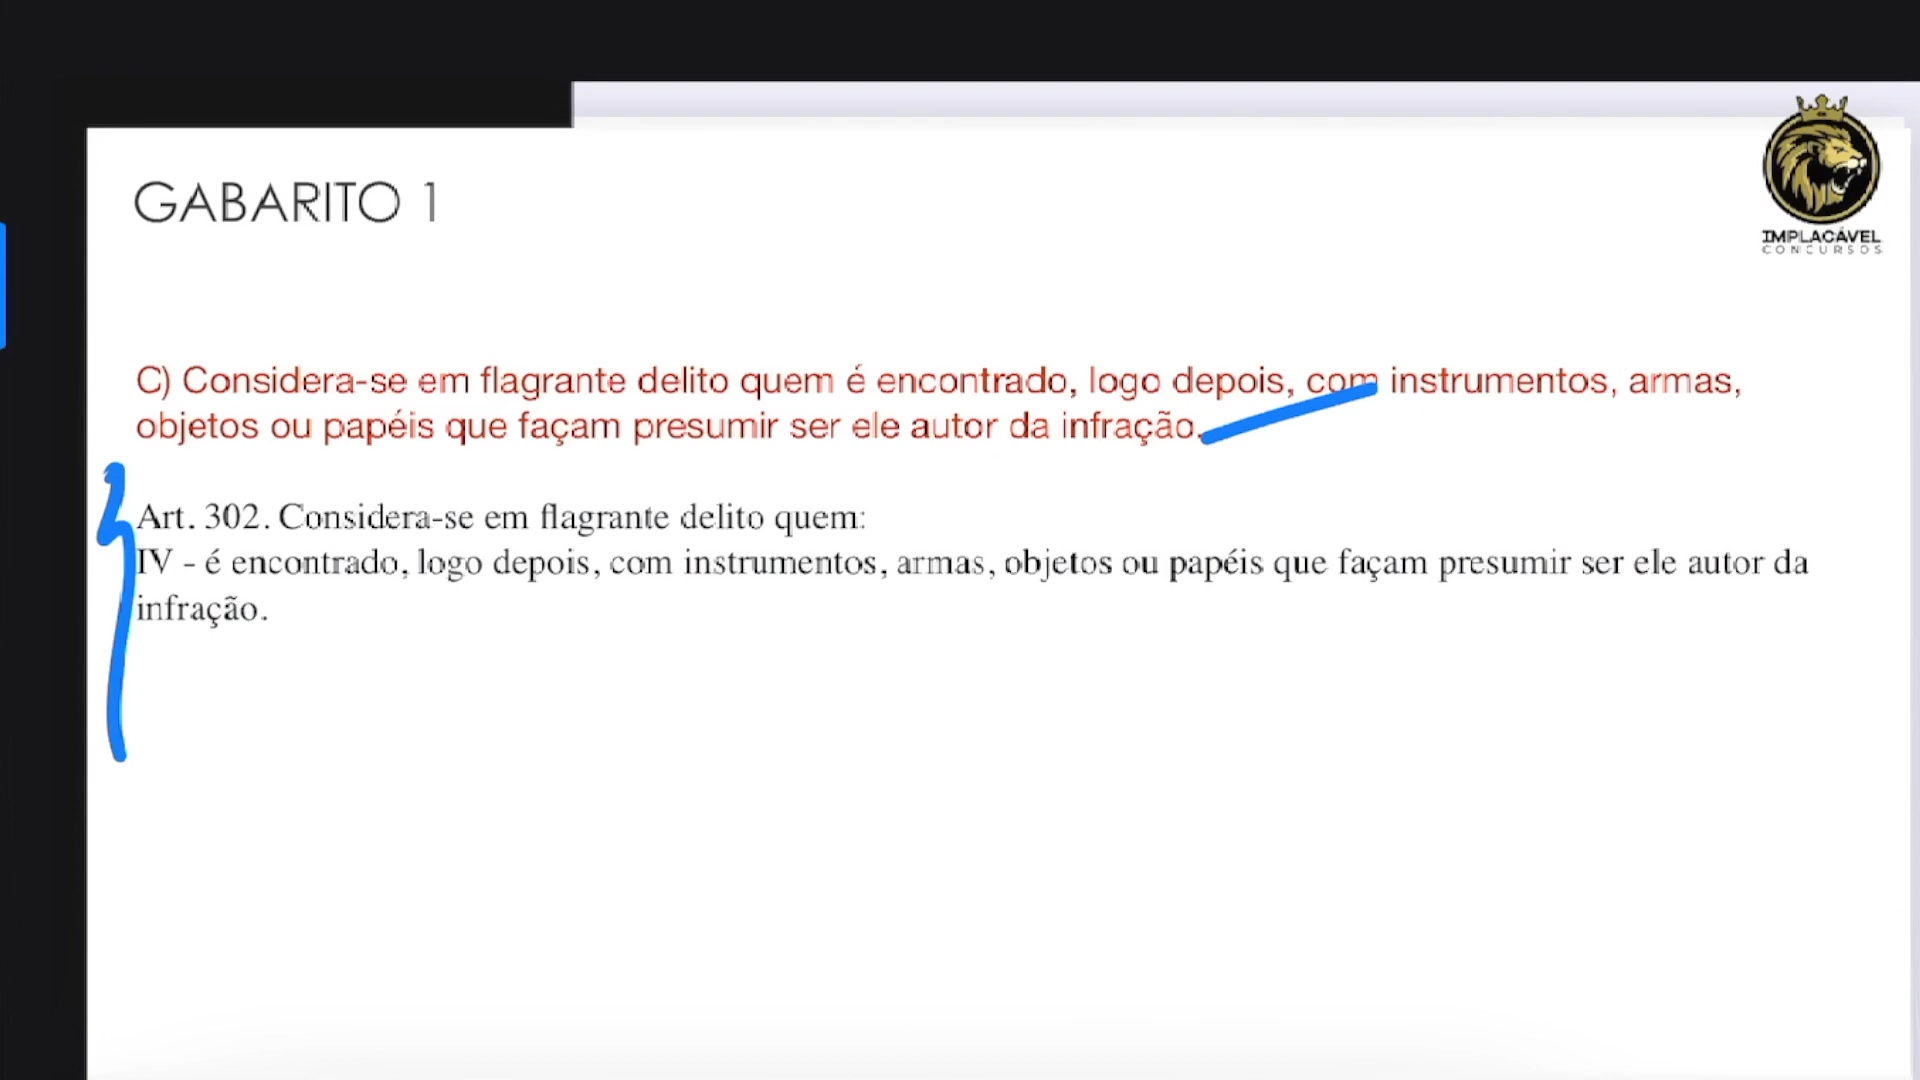 GABARITO 1
IMPLACÁVEL
CONCURSOS
C) Considera-se em flagrante delito quem é encontrado, logo depois, com instrumentos, armas,
objetos ou papéis que façam presumir ser ele autor da infração.
Art. 302. Considera-se em flagrante delito quem:
IV - é encontrado, logo depois, com instrumentos, armas, objetos ou papéis que façam presumir ser ele autor da
infração.